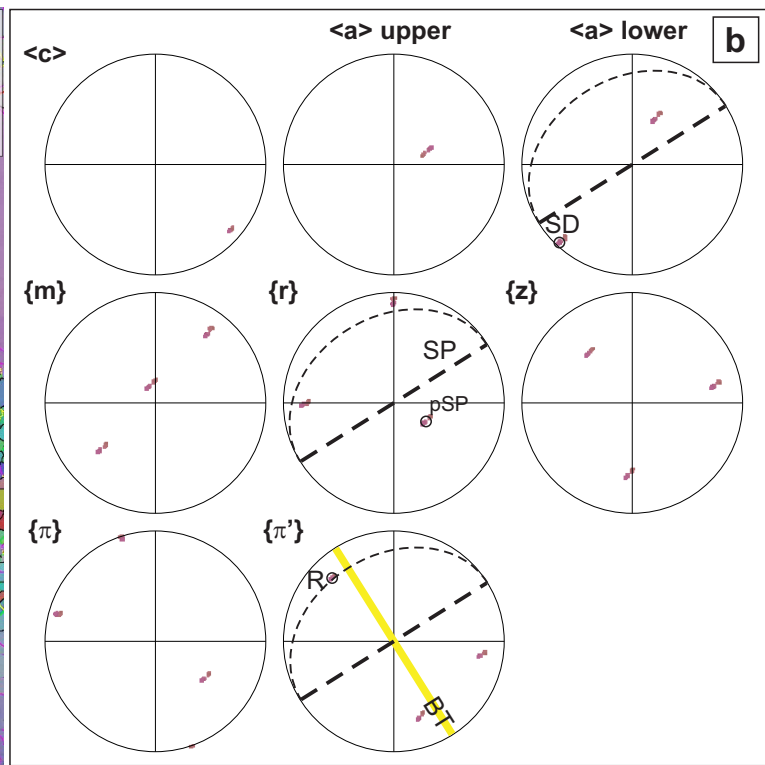 <c>
<a> upper
<a> lower
b
SD
{m}
{r}
{z}
SP
pSP
{π}
{π’}
R
BT